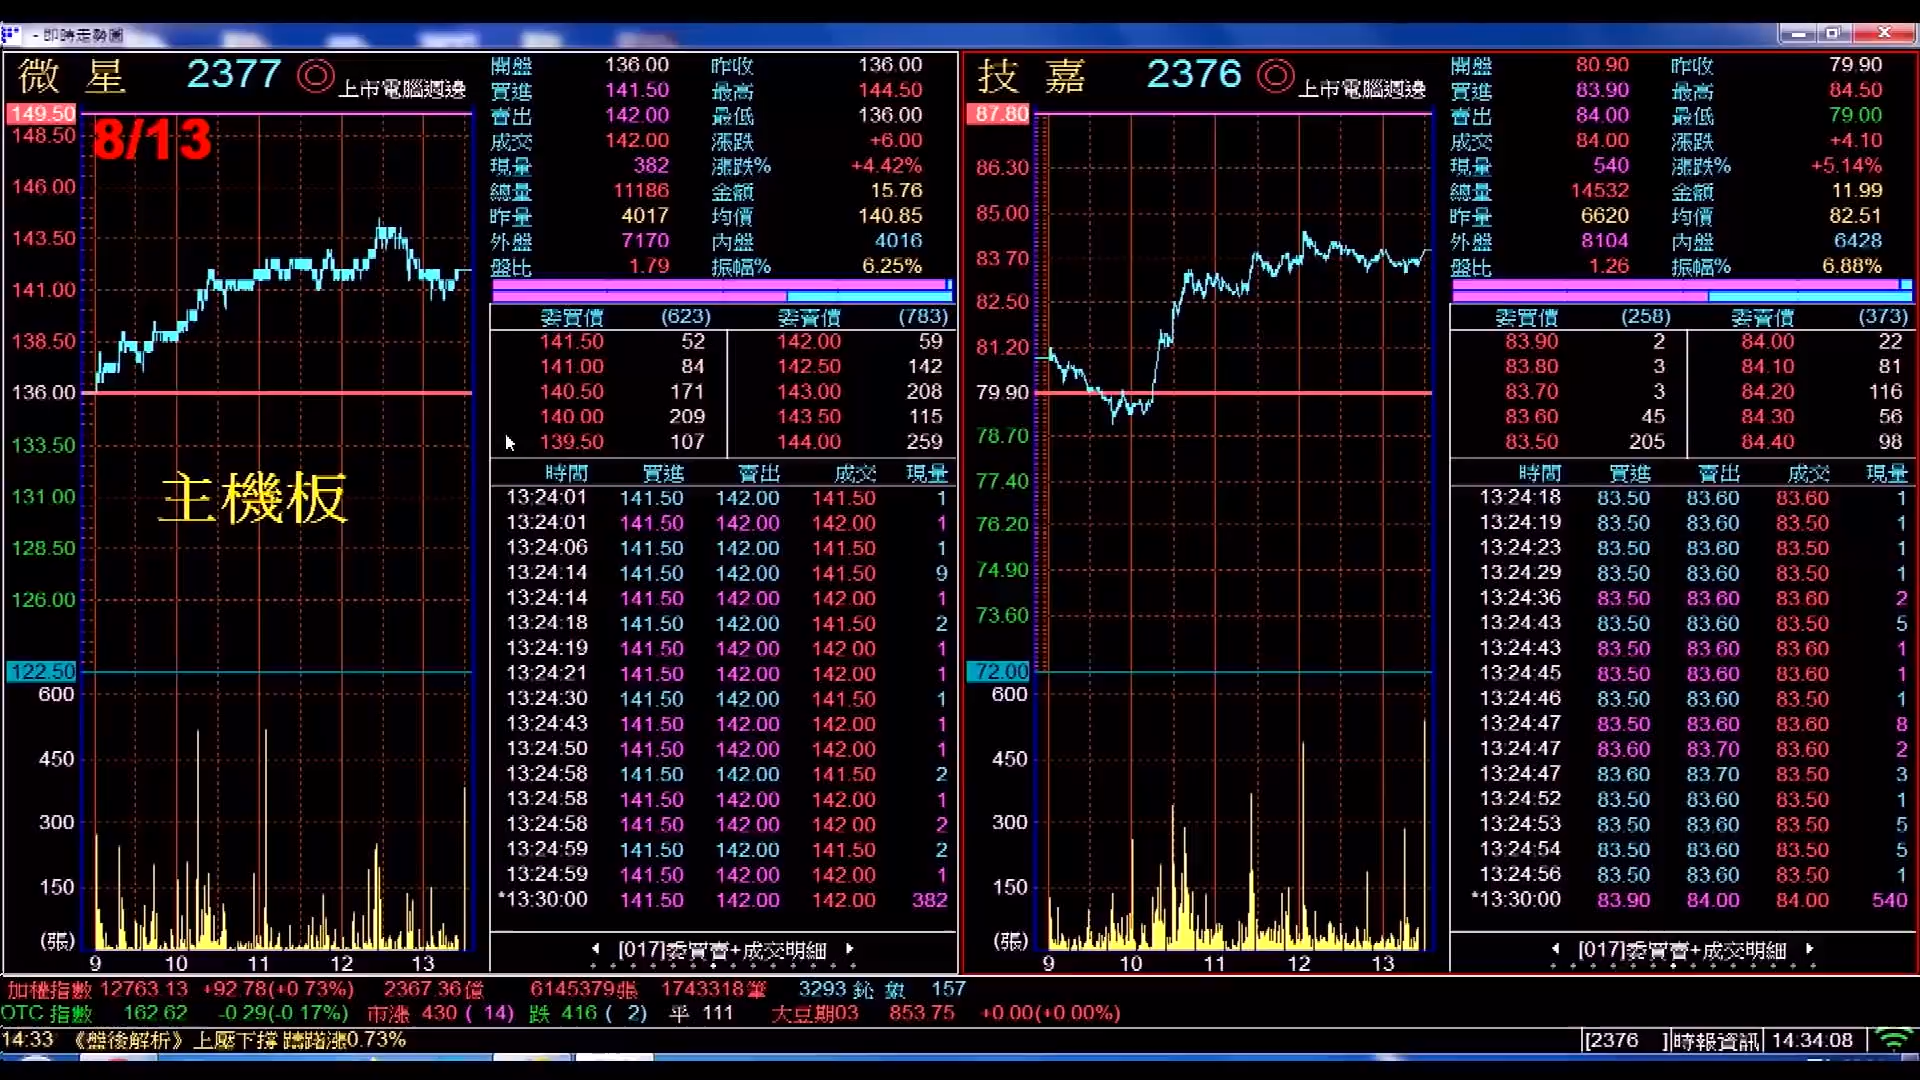 - 即時走勢圖
微 星 2377 ◎ 上市電腦週邊
8/13
主機板
149.50
148.50
146.00
143.50
141.00
138.50
136.00
133.50
131.00
128.50
126.00
122.50
600
450
300
150
(張)
9 10 11 12 13
開盤 136.00 昨收 136.00
買進 141.50 最高 144.50
賣出 142.00 最低 136.00
成交 142.00 漲跌 +6.00
現量 382 漲跌% +4.42%
總量 11186 金額 15.76
昨量 4017 均價 140.85
外盤 7170 內盤 4016
盤比 1.79 振幅% 6.25%
委買價 (623) 委賣價 (783)
141.50 52 142.00 59
141.00 84 142.50 142
140.50 171 143.00 208
140.00 209 143.50 115
139.50 107 144.00 259
時間 買進 賣出 成交 現量
13:24:01 141.50 142.00 141.50 1
13:24:01 141.50 142.00 142.00 1
13:24:06 141.50 142.00 141.50 1
13:24:14 141.50 142.00 141.50 9
13:24:14 141.50 142.00 142.00 1
13:24:18 141.50 142.00 141.50 2
13:24:19 141.50 142.00 142.00 1
13:24:21 141.50 142.00 142.00 1
13:24:30 141.50 142.00 141.50 1
13:24:43 141.50 142.00 142.00 1
13:24:50 141.50 142.00 142.00 1
13:24:58 141.50 142.00 141.50 2
13:24:58 141.50 142.00 142.00 1
13:24:58 141.50 142.00 142.00 2
13:24:59 141.50 142.00 141.50 2
13:24:59 141.50 142.00 142.00 1
*13:30:00 141.50 142.00 142.00 382
[017]委買賣+成交明細
技 嘉 2376 ◎ 上市電腦週邊
87.80
86.30
85.00
83.70
82.50
81.20
79.90
78.70
77.40
76.20
74.90
73.60
72.00
600
450
300
150
(張)
9 10 11 12 13
開盤 80.90 昨收 79.90
買進 83.90 最高 84.50
賣出 84.00 最低 79.00
成交 84.00 漲跌 +4.10
現量 540 漲跌% +5.14%
總量 14532 金額 11.99
昨量 6620 均價 82.51
外盤 8104 內盤 6428
盤比 1.26 振幅% 6.88%
委買價 (258) 委賣價 (373)
83.90 2 84.00 22
83.80 3 84.10 81
83.70 3 84.20 116
83.60 45 84.30 56
83.50 205 84.40 98
時間 買進 賣出 成交 現量
13:24:18 83.50 83.60 83.60 1
13:24:19 83.50 83.60 83.50 1
13:24:23 83.50 83.60 83.50 1
13:24:29 83.50 83.60 83.50 1
13:24:36 83.50 83.60 83.60 2
13:24:43 83.50 83.60 83.50 5
13:24:43 83.50 83.60 83.60 1
13:24:45 83.50 83.60 83.60 1
13:24:46 83.50 83.60 83.50 1
13:24:47 83.50 83.60 83.60 8
13:24:47 83.60 83.70 83.60 2
13:24:47 83.60 83.70 83.50 3
13:24:52 83.50 83.60 83.50 1
13:24:53 83.50 83.60 83.50 5
13:24:54 83.50 83.60 83.50 5
13:24:56 83.50 83.60 83.50 1
*13:30:00 83.90 84.00 84.00 540
[017]委買賣+成交明細
加權指數 12763.13 +92.78(+0.73%) 2367.36億 6145379張 1743318筆 3293 157
OTC 指數 162.62 -0.29(-0.17%) 市漲 430 ( 14) 跌 416 ( 2) 平 111 大豆期03 853.75 +0.00(+0.00%)
14:33 《盤後解析》上壓下撐 躊躇漲0.73% [2376 ] 時報資訊 14:34:08